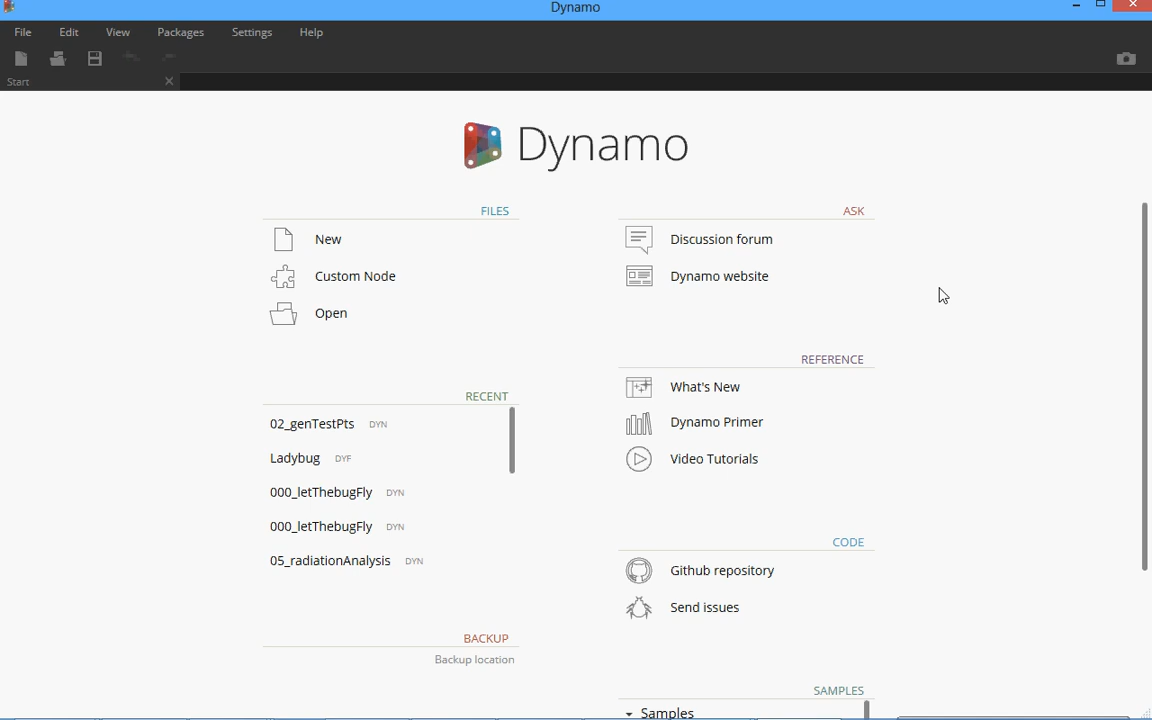 Dynamo
File Edit View Packages Settings Help
Start
Dynamo
FILES
New
Custom Node
Open
RECENT
02_genTestPts DYN
Ladybug DYF
000_letThebugFly DYN
000_letThebugFly DYN
05_radiationAnalysis DYN
BACKUP
Backup location
ASK
Discussion forum
Dynamo website
REFERENCE
What's New
Dynamo Primer
Video Tutorials
CODE
Github repository
Send issues
SAMPLES
Samples